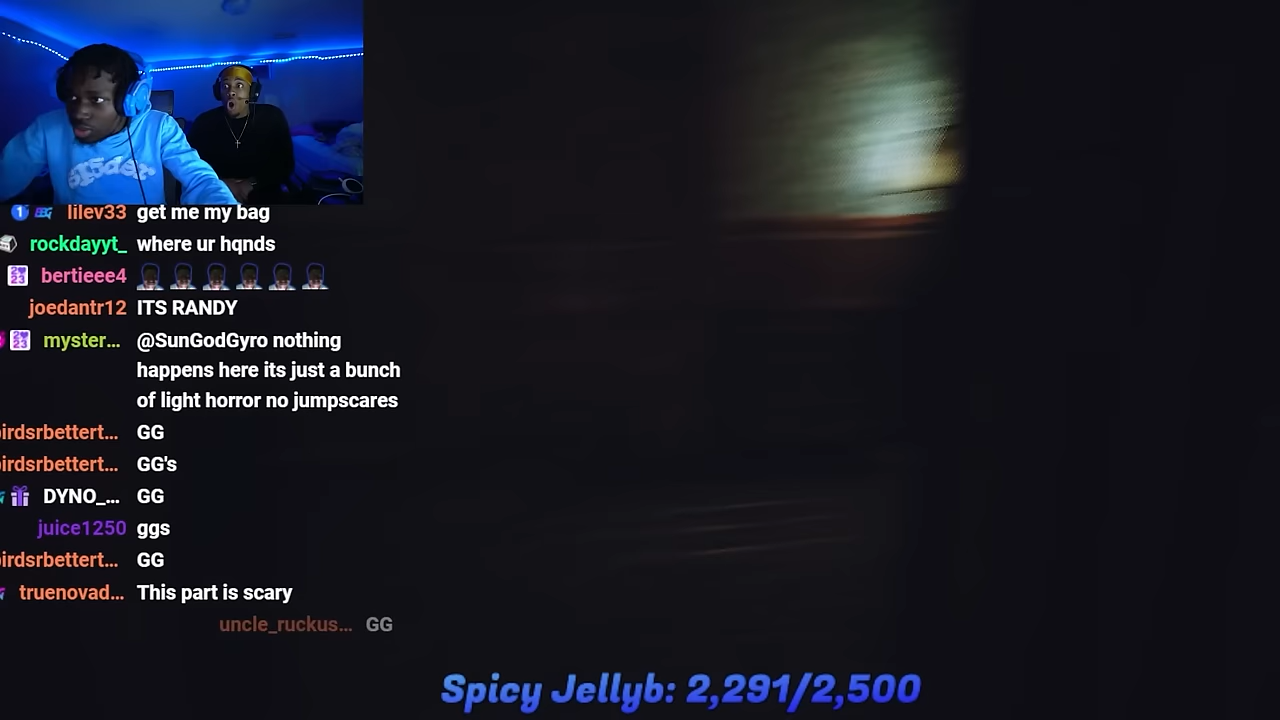 lilev33 get me my bag
rockdayyt_ where ur hqnds
bertieee4
joedantr12 ITS RANDY
myster... @SunGodGyro nothing
happens here its just a bunch
of light horror no jumpscares
irdsrbettert... GG
irdsrbettert... GG's
DYNO_... GG
juice1250 ggs
irdsrbettert... GG
truenovad... This part is scary
uncle_ruckus... GG
Spicy Jellyb: 2,291/2,500